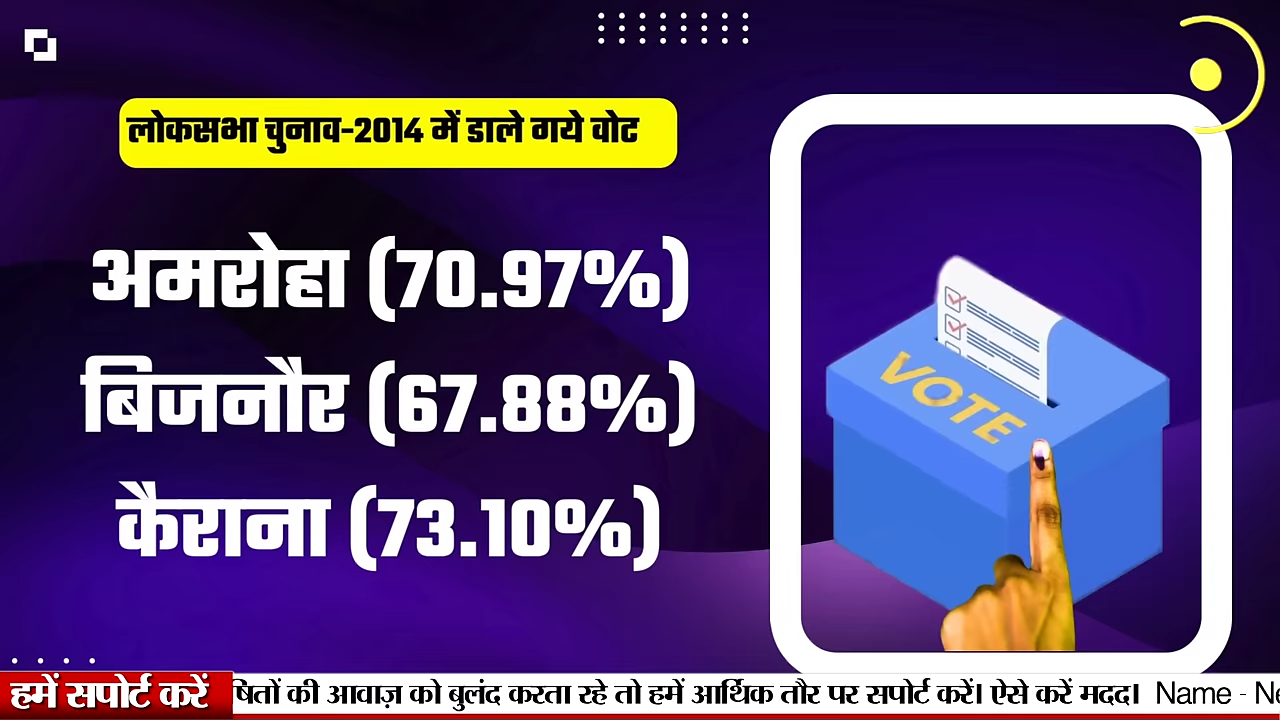 लोकसभा चुनाव-2014 में डाले गये वोट
अमरोहा (70.97%)
बिजनौर (67.88%)
कैराना (73.10%)
VOTE
हमें सपोर्ट करें
की आवाज़ को बुलंद करता रहे तो हमें आर्थिक तौर पर सपोर्ट करें। ऐसे करें मदद। Name -